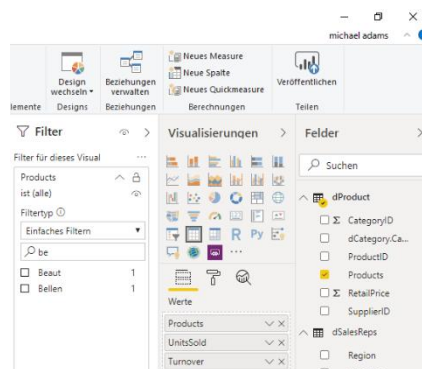 michael adams
Design wechseln
Beziehungen verwalten
Neues Measure
Neue Spalte
Neues Quickmeasure
Veröffentlichen
lemente
Designs
Beziehungen
Berechnungen
Teilen
Filter
Filter für dieses Visual
...
Products
ist (alle)
Filtertyp
Einfaches Filtern
be
Beaut 1
Bellen 1
Visualisierungen
R Py
...
Werte
Products
UnitsSold
Turnover
Felder
Suchen
dProduct
Σ CategoryID
dCategory.Ca...
ProductID
Products
Σ RetailPrice
SupplierID
dSalesReps
Region